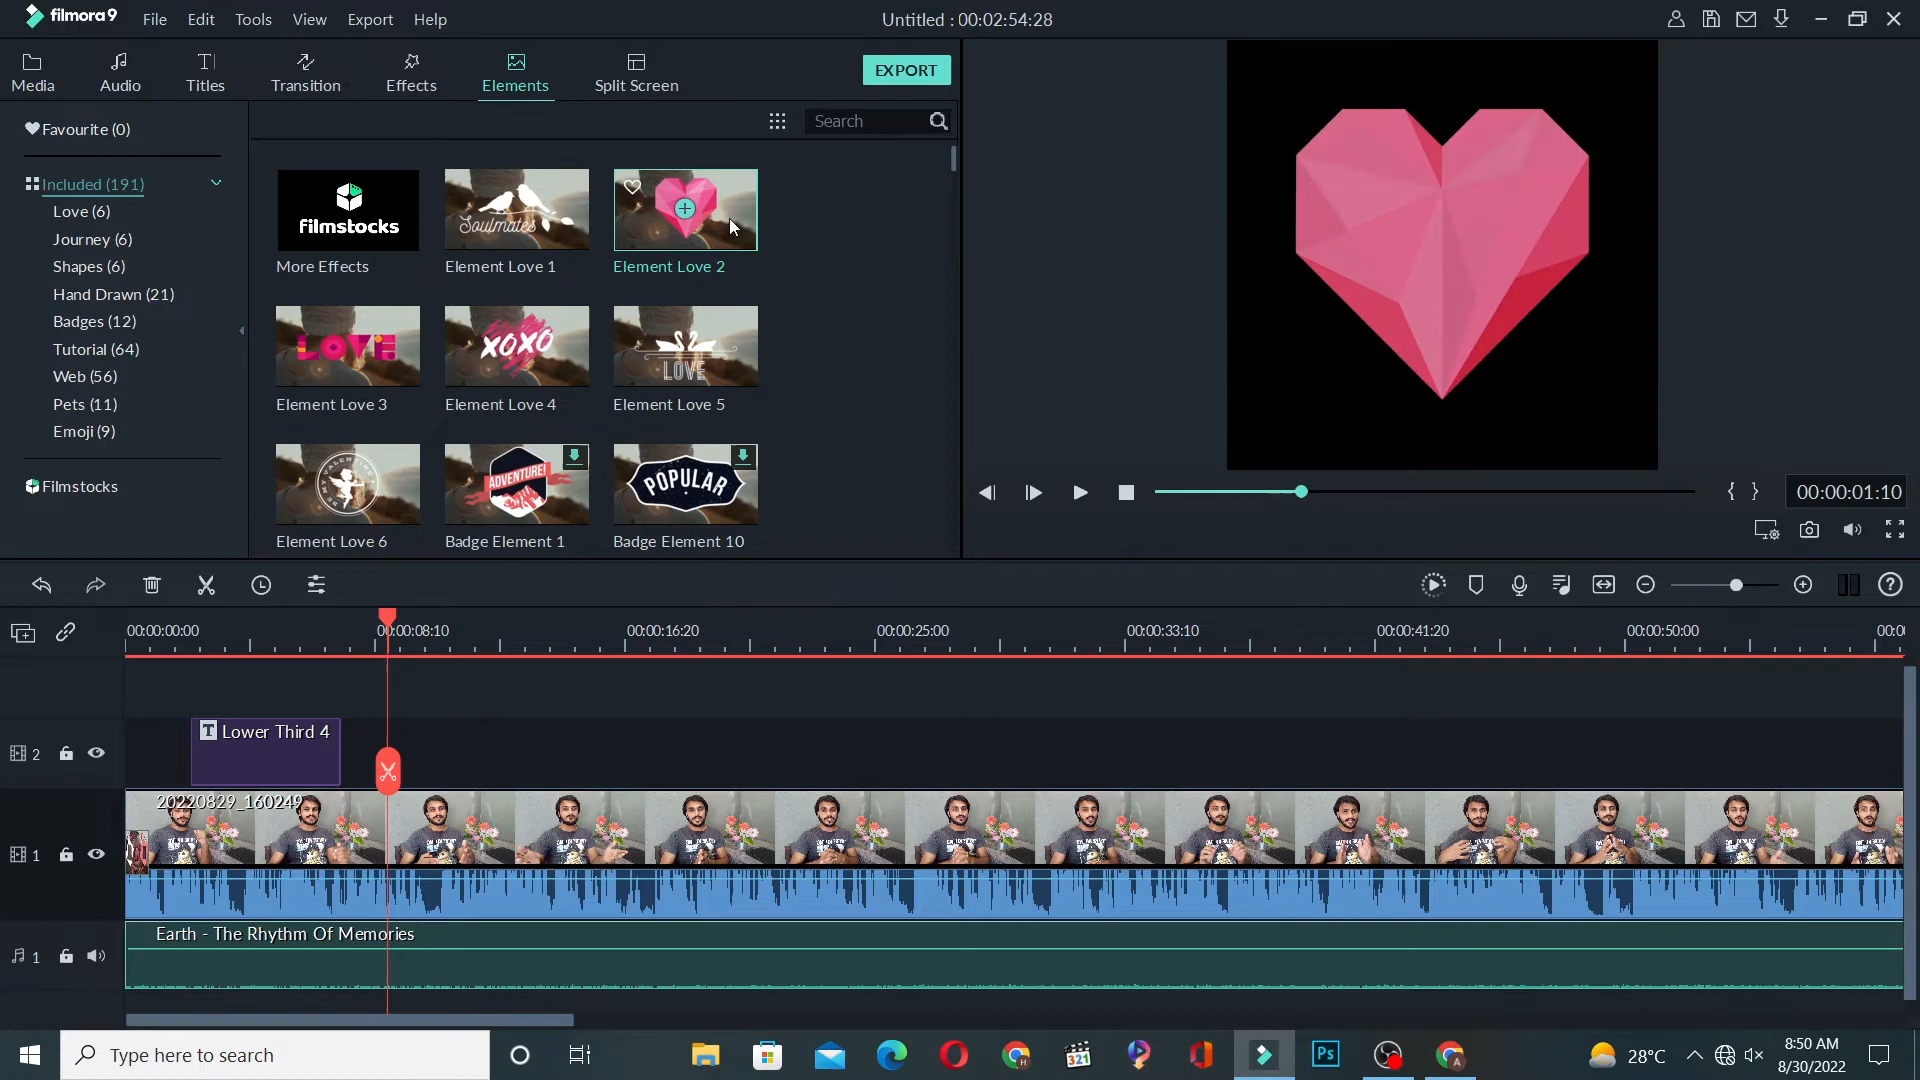 filmora9 File Edit Tools View Export Help Untitled : 00:02:54:28
Media Audio Titles Transition Effects Elements Split Screen EXPORT
Favourite (0)
Search
Included (191)
Love (6)
Journey (6)
Shapes (6)
Hand Drawn (21)
Badges (12)
Tutorial (64)
Web (56)
Pets (11)
Emoji (9)
Filmstocks
filmstocks
Soulmates
More Effects Element Love 1 Element Love 2
LOVE
XOXO
LOVE
Element Love 3 Element Love 4 Element Love 5
ADVENTURE!
POPULAR
Element Love 6 Badge Element 1 Badge Element 10
{ } 00:00:01:10
00:00:00:00 00:00:08:10 00:00:16:20 00:00:25:00 00:00:33:10 00:00:41:20 00:00:50:00 00:0
2
T Lower Third 4
20220829_160249
1
Earth - The Rhythm Of Memories
1
Type here to search
321
Ps
28°C
8:50 AM
8/30/2022